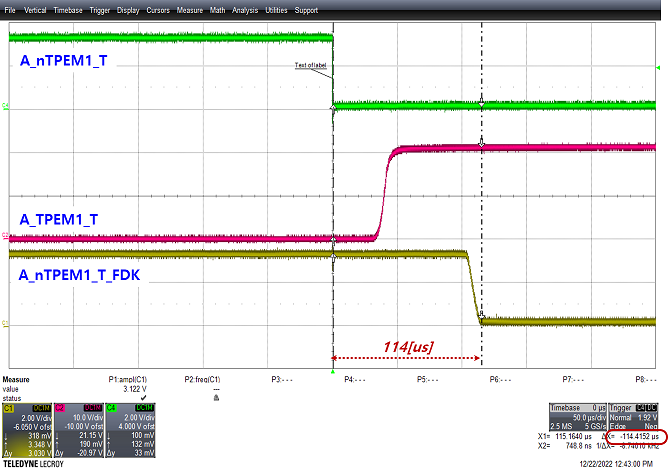 File Vertical Timebase Trigger Display Cursors Measure Math Analysis Utilities Support
A_nTPEM1_T
Text of label
C4
A_TPEM1_T
C2
A_nTPEM1_T_FDK
C1
114[us]
Measure P1:ampl(C1) P2:freq(C1) P3:- - - P4:- - - P5:- - - P6:- - - P7:- - - P8:- - -
value 3.122 V ---
status
C1 DC1M C2 DC1M C4 DC1M Timebase 0 µs Trigger C4 DC
2.00 V/div 10.0 V/div 2.00 V/div 50.0 µs/div Normal 1.92 V
-6.050 V ofst -10.00 V ofst 4.000 V ofst 2.5 MS 5 GS/s Edge Neg
↓ 318 mV ↓ 21.15 V ↓ 100 mV X1= 115.1640 µs ΔX= -114.4152 µs
↑ 3.348 V ↑ 190 mV ↑ 132 mV X2= 748.8 ns 1/ΔX= -8.74010 kHz
Δy 3.030 V Δy -20.97 V Δy 33 mV
TELEDYNE LECROY 12/22/2022 12:43:00 PM